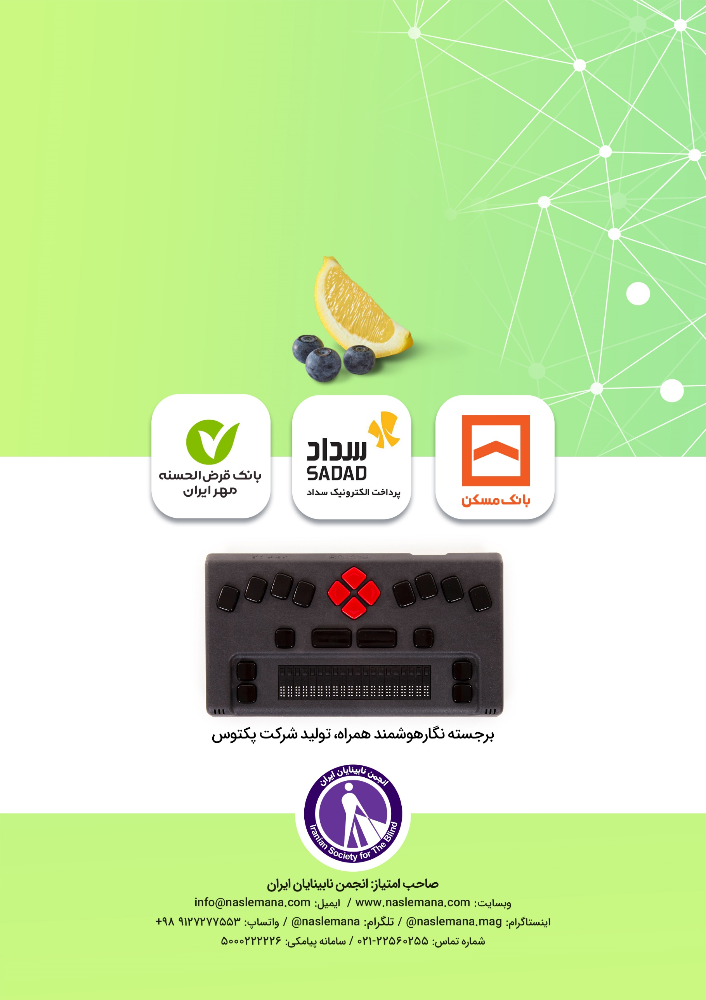 بانک مسکن
سداد
SADAD
پرداخت الکترونیک سداد
بانک قرض‌الحسنه
مهر ایران
PACTOS
برجسته نگارهوشمند همراه، تولید شرکت پکتوس
انجمن نابینایان ایران
Iranian Society for The Blind
صاحب امتیاز: انجمن نابینایان ایران
وبسایت: www.naslemana.com / ایمیل: info@naslemana.com
اینستاگرام: @naslemana.mag / تلگرام: @naslemana / واتساپ: ۹۱۲۷۲۷۷۵۵۳ ۹۸+
شماره تماس: ۰۲۱-۲۲۵۶۰۲۵۵ / سامانه پیامکی: ۵۰۰۰۲۲۲۲۲۶